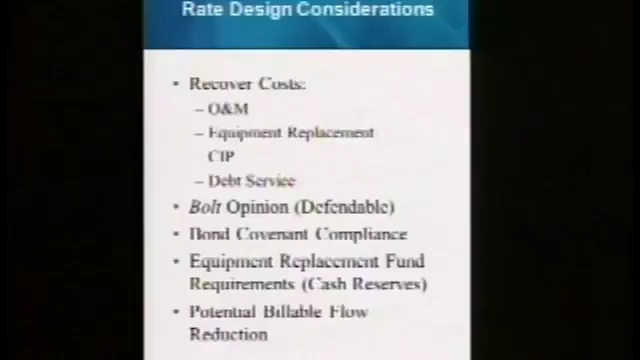 Rate Design Considerations
• Recover Costs:
– O&M
– Equipment Replacement
CIP
– Debt Service
• Bolt Opinion (Defendable)
• Bond Covenant Compliance
• Equipment Replacement Fund
Requirements (Cash Reserves)
• Potential Billable Flow
Reduction